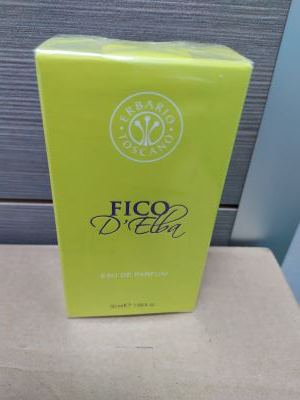 ERBARIO
TOSCANO
FICO
D'Elba
EAU DE PARFUM